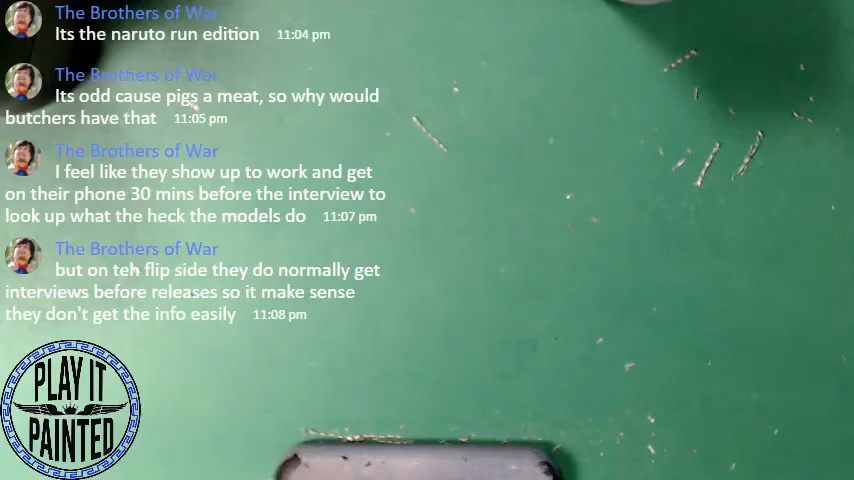 The Brothers of War
Its the naruto run edition 11:04 pm
The Brothers of War
Its odd cause pigs a meat, so why would
butchers have that 11:05 pm
The Brothers of War
I feel like they show up to work and get
on their phone 30 mins before the interview to
look up what the heck the models do 11:07 pm
The Brothers of War
but on teh flip side they do normally get
interviews before releases so it make sense
they don't get the info easily 11:08 pm
PLAY IT
PAINTED